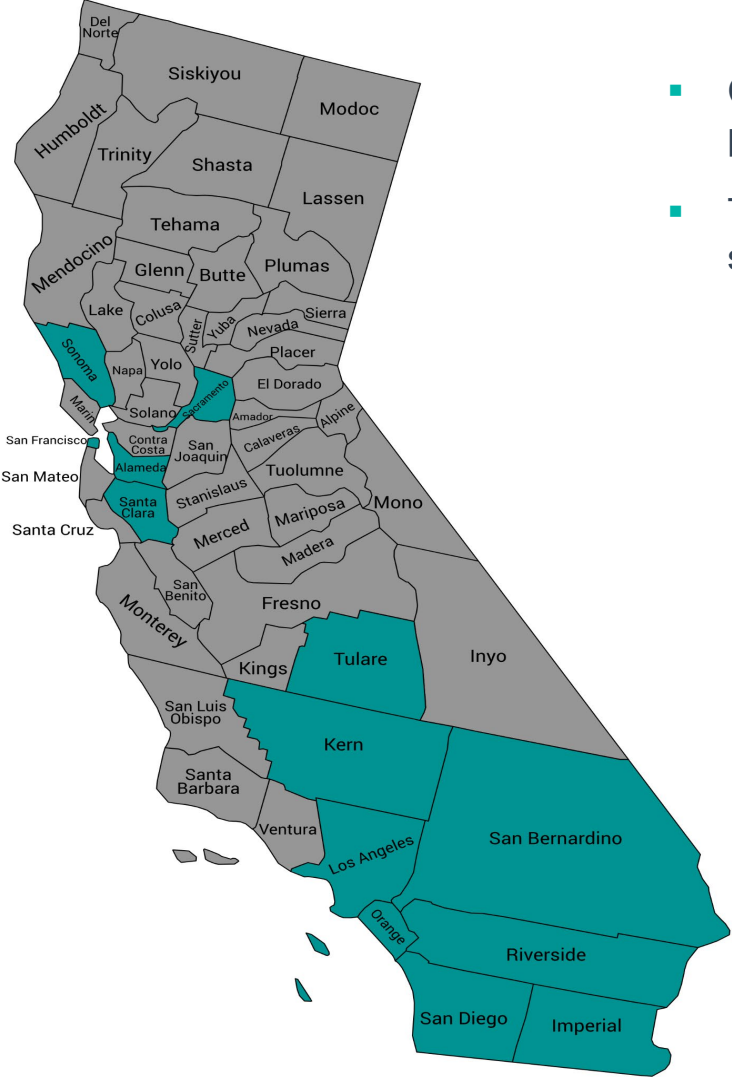 Del
Norte
Siskiyou
Modoc
Humboldt
Trinity
Shasta
Lassen
Tehama
Mendocino
Glenn
Butte
Plumas
Lake
Colusa
Sutter
Yuba
Nevada
Sierra
Placer
Sonoma
Napa
Yolo
El Dorado
Sacramento
Marin
Solano
Amador
Alpine
San Francisco
Contra
Costa
San
Joaquin
Calaveras
Alameda
Tuolumne
San Mateo
Santa
Clara
Stanislaus
Mariposa
Mono
Santa Cruz
Merced
Madera
San
Benito
Monterey
Fresno
Kings
Tulare
Inyo
San Luis
Obispo
Kern
Santa
Barbara
Ventura
Los Angeles
San Bernardino
Orange
Riverside
San Diego
Imperial